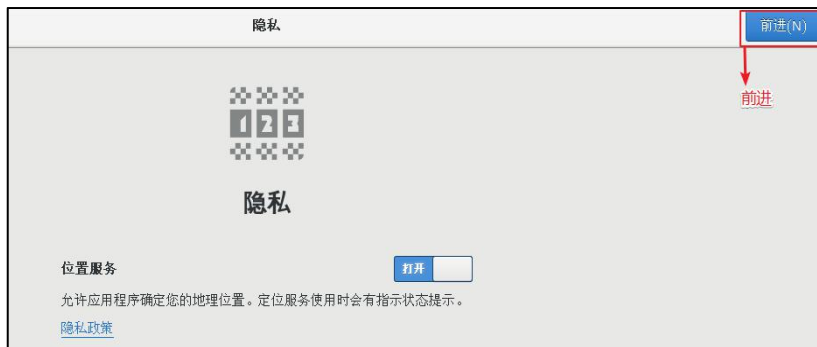 隐私
前进(N)
前进
123
隐私
位置服务
打开
允许应用程序确定您的地理位置。定位服务使用时会有指示状态提示。
隐私政策